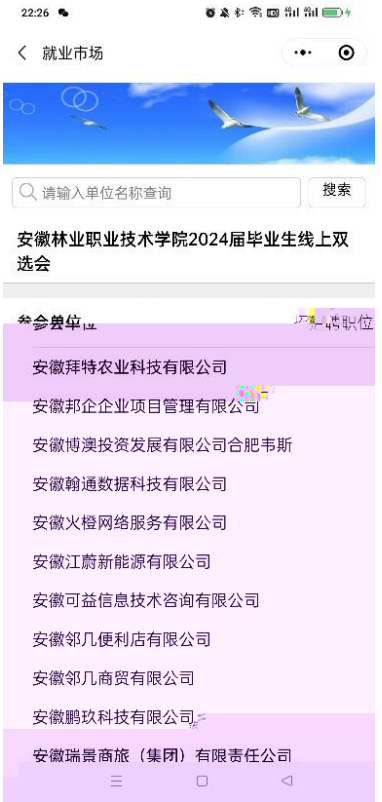 22:26
就业市场
请输入单位名称查询
搜索
安徽林业职业技术学院2024届毕业生线上双
选会
参会单位
招聘职位
安徽拜特农业科技有限公司
安徽邦企企业项目管理有限公司
安徽博澳投资发展有限公司合肥韦斯
安徽翰通数据科技有限公司
安徽火橙网络服务有限公司
安徽江蔚新能源有限公司
安徽可益信息技术咨询有限公司
安徽邻几便利店有限公司
安徽邻几商贸有限公司
安徽鹏玖科技有限公司
安徽瑞景商旅（集团）有限责任公司